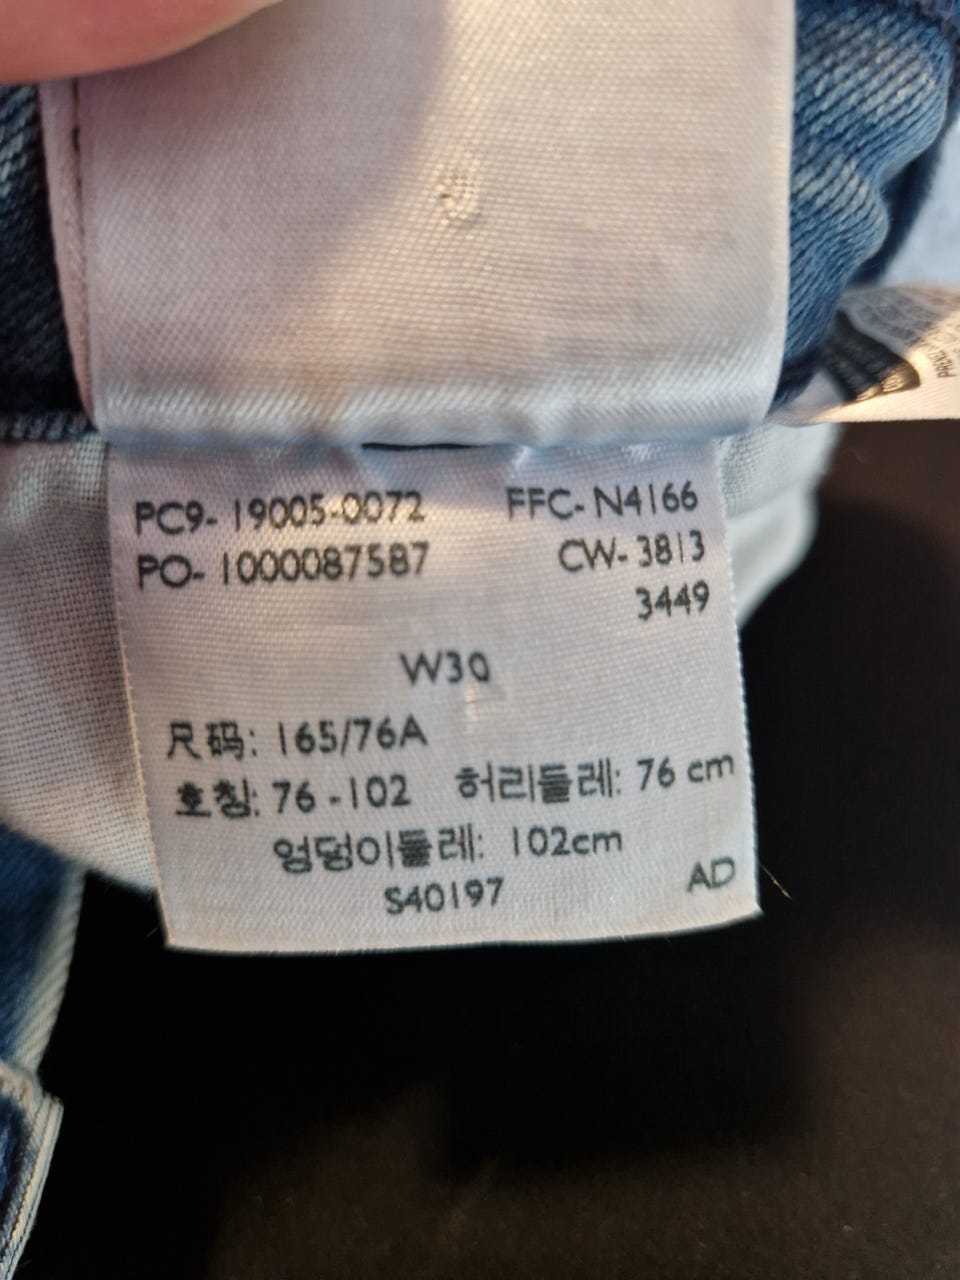 PC9- 19005-0072 FFC- N4166
PO- 1000087587 CW- 3813
3449
W30
尺码: 165/76A
호칭: 76 -102 허리둘레: 76 cm
엉덩이둘레: 102cm
S40197 AD